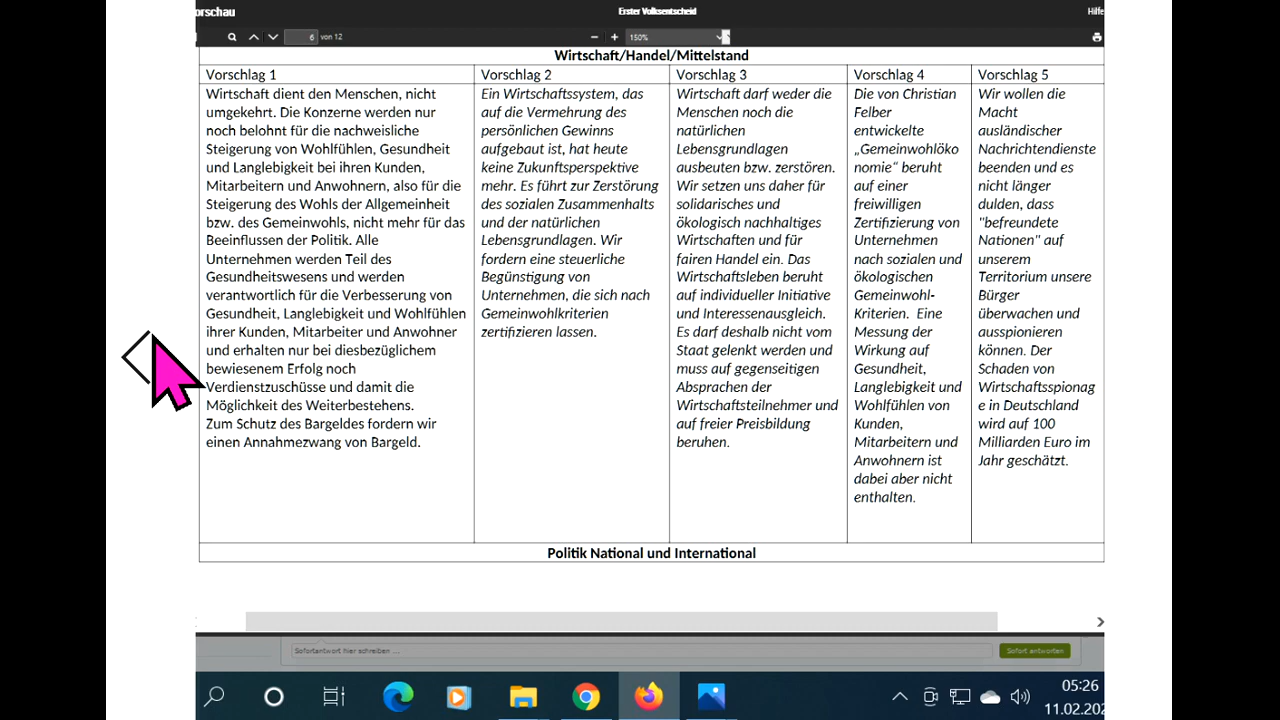 orschau
Erster Volksentscheid
Hilfe
6 von 12
150%
Wirtschaft/Handel/Mittelstand
Vorschlag 1
Wirtschaft dient den Menschen, nicht
umgekehrt. Die Konzerne werden nur
noch belohnt für die nachweisliche
Steigerung von Wohlfühlen, Gesundheit
und Langlebigkeit bei ihren Kunden,
Mitarbeitern und Anwohnern, also für die
Steigerung des Wohls der Allgemeinheit
bzw. des Gemeinwohls, nicht mehr für das
Beeinflussen der Politik. Alle
Unternehmen werden Teil des
Gesundheitswesens und werden
verantwortlich für die Verbesserung von
Gesundheit, Langlebigkeit und Wohlfühlen
ihrer Kunden, Mitarbeiter und Anwohner
und erhalten nur bei diesbezüglichem
bewiesenem Erfolg noch
Verdienstzuschüsse und damit die
Möglichkeit des Weiterbestehens.
Zum Schutz des Bargeldes fordern wir
einen Annahmezwang von Bargeld.
Vorschlag 2
Ein Wirtschaftssystem, das
auf die Vermehrung des
persönlichen Gewinns
aufgebaut ist, hat heute
keine Zukunftsperspektive
mehr. Es führt zur Zerstörung
des sozialen Zusammenhalts
und der natürlichen
Lebensgrundlagen. Wir
fordern eine steuerliche
Begünstigung von
Unternehmen, die sich nach
Gemeinwohlkriterien
zertifizieren lassen.
Vorschlag 3
Wirtschaft darf weder die
Menschen noch die
natürlichen
Lebensgrundlagen
ausbeuten bzw. zerstören.
Wir setzen uns daher für
solidarisches und
ökologisch nachhaltiges
Wirtschaften und für
fairen Handel ein. Das
Wirtschaftsleben beruht
auf individueller Initiative
und Interessenausgleich.
Es darf deshalb nicht vom
Staat gelenkt werden und
muss auf gegenseitigen
Absprachen der
Wirtschaftsteilnehmer und
auf freier Preisbildung
beruhen.
Vorschlag 4
Die von Christian
Felber
entwickelte
„Gemeinwohlöko
nomie“ beruht
auf einer
freiwilligen
Zertifizierung von
Unternehmen
nach sozialen und
ökologischen
Gemeinwohl-
Kriterien. Eine
Messung der
Wirkung auf
Gesundheit,
Langlebigkeit und
Wohlfühlen von
Kunden,
Mitarbeitern und
Anwohnern ist
dabei aber nicht
enthalten.
Vorschlag 5
Wir wollen die
Macht
ausländischer
Nachrichtendienste
beenden und es
nicht länger
dulden, dass
"befreundete
Nationen" auf
unserem
Territorium unsere
Bürger
überwachen und
ausspionieren
können. Der
Schaden von
Wirtschaftsspionag
e in Deutschland
wird auf 100
Milliarden Euro im
Jahr geschätzt.
Politik National und International
Sofortantwort hier schreiben ...
Sofort antworten
05:26
11.02.202